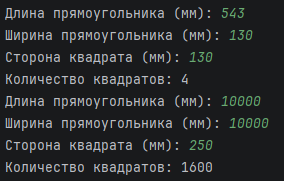 Длина прямоугольника (мм): 543
Ширина прямоугольника (мм): 130
Сторона квадрата (мм): 130
Количество квадратов: 4
Длина прямоугольника (мм): 10000
Ширина прямоугольника (мм): 10000
Сторона квадрата (мм): 250
Количество квадратов: 1600